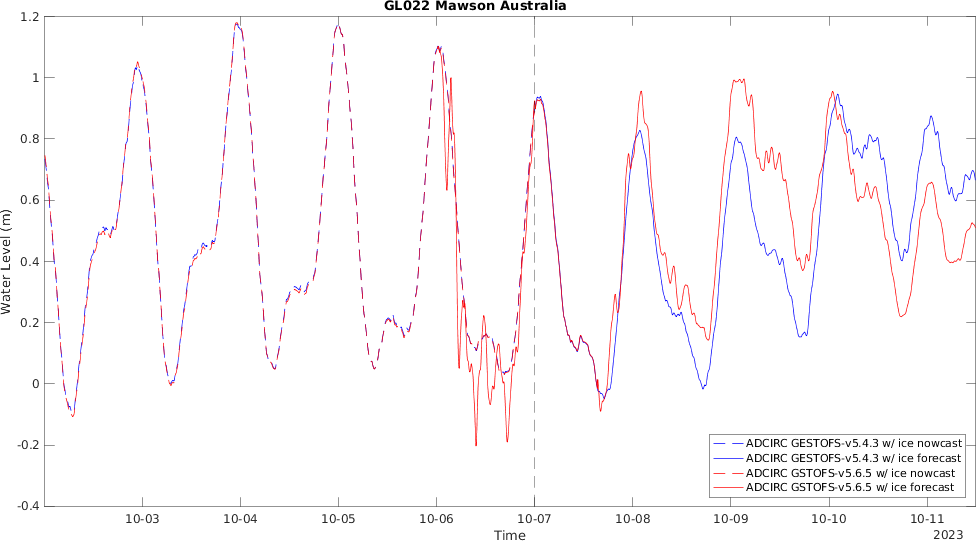 GL022 Mawson Australia
Water Level (m)
1.2
1
0.8
0.6
0.4
0.2
0
-0.2
-0.4
ADCIRC GESTOFS-v5.4.3 w/ ice nowcast
ADCIRC GESTOFS-v5.4.3 w/ ice forecast
ADCIRC GSTOFS-v5.6.5 w/ ice nowcast
ADCIRC GSTOFS-v5.6.5 w/ ice forecast
10-03 10-04 10-05 10-06 10-07 10-08 10-09 10-10 10-11
Time
2023